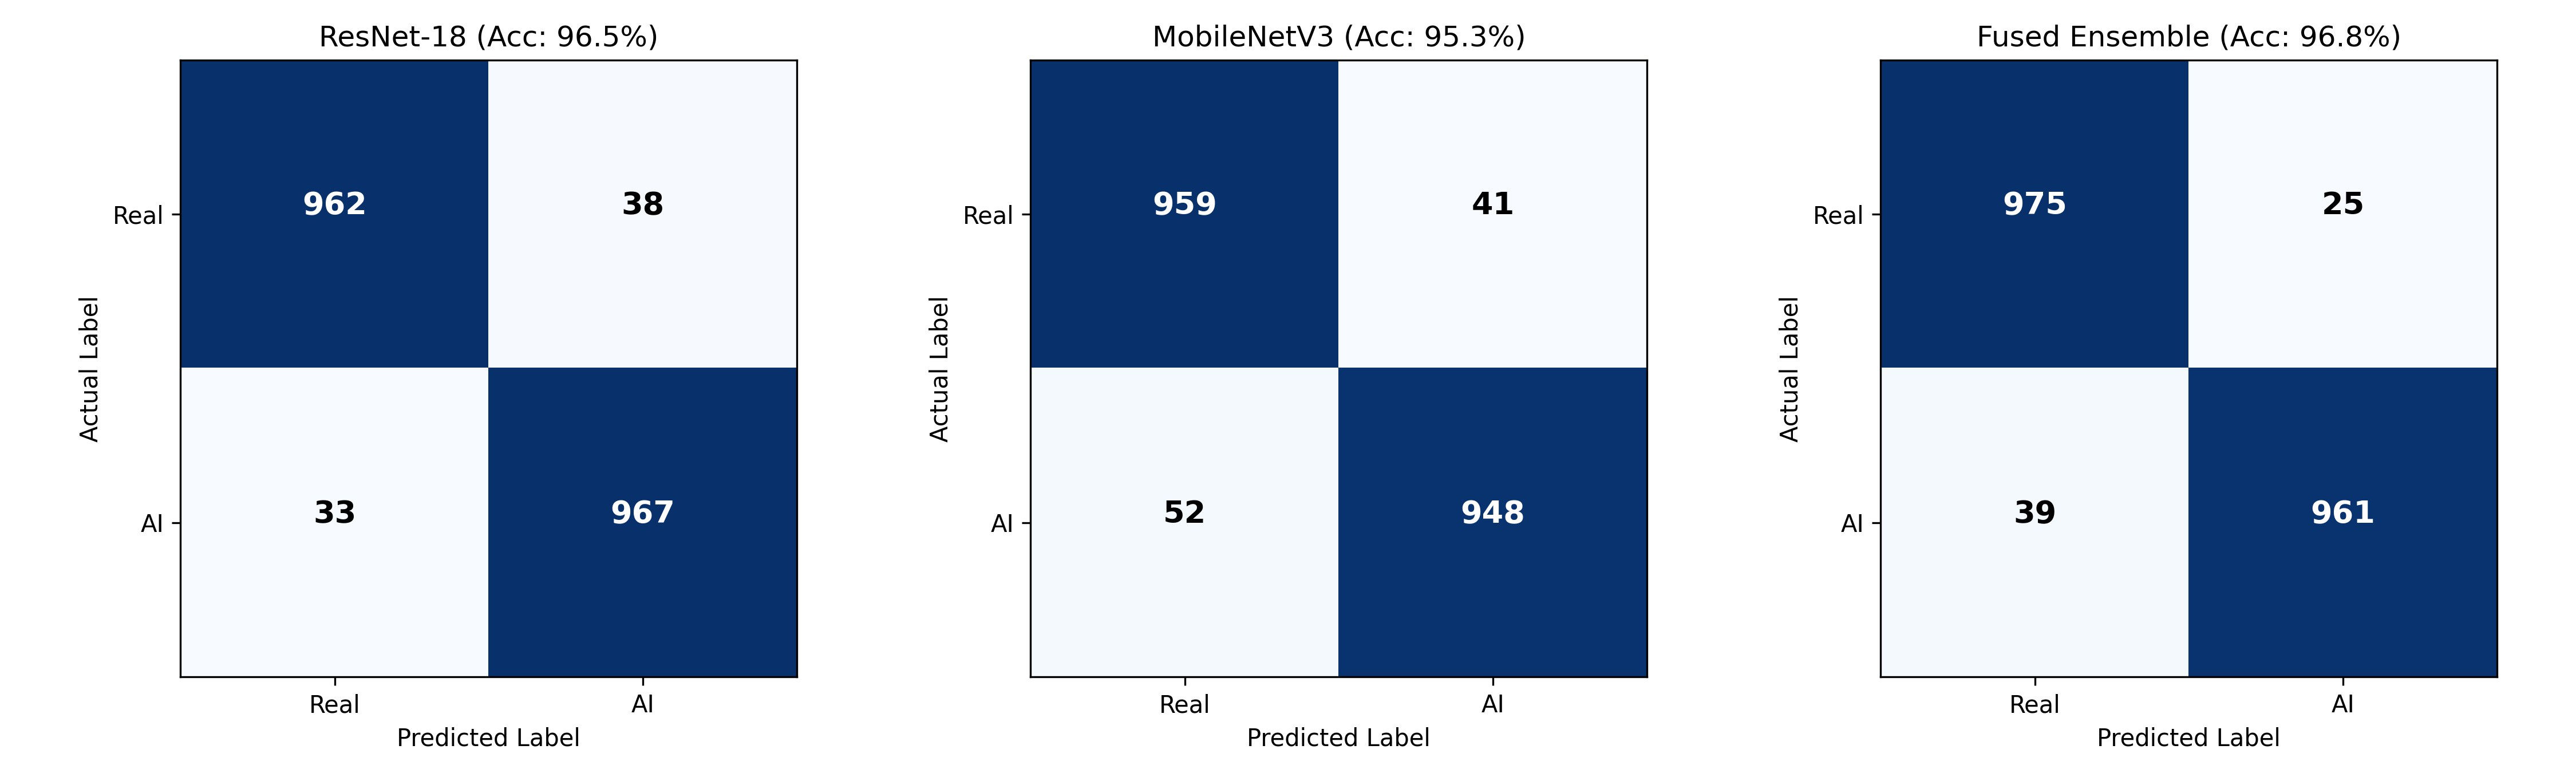 ResNet-18 (Acc: 96.5%)
962
38
Real
33
967
AI
Actual Label
Real
AI
Predicted Label
MobileNetV3 (Acc: 95.3%)
959
41
Real
52
948
AI
Actual Label
Real
AI
Predicted Label
Fused Ensemble (Acc: 96.8%)
975
25
Real
39
961
AI
Actual Label
Real
AI
Predicted Label